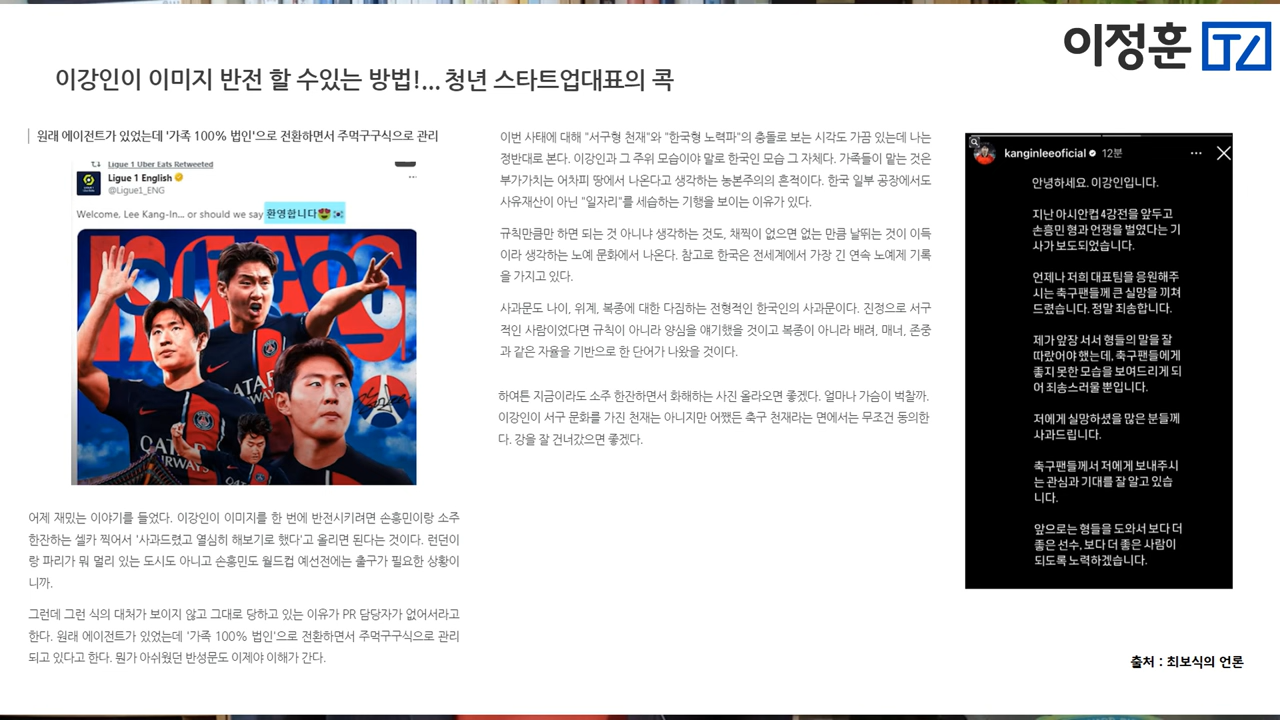 이정훈 TV
이강인이 이미지 반전 할 수있는 방법!... 청년 스타트업대표의 콕
원래 에이전트가 있었는데 '가족 100% 법인'으로 전환하면서 주먹구구식으로 관리
Ligue 1 Uber Eats Retweeted
Ligue 1 English
@Ligue1_ENG
Welcome, Lee Kang-In... or should we say 환영합니다
어제 재밌는 이야기를 들었다. 이강인이 이미지를 한 번에 반전시키려면 손흥민이랑 소주
한잔하는 셀카 찍어서 '사과드렸고 열심히 해보기로 했다'고 올리면 된다는 것이다. 런던이
랑 파리가 뭐 멀리 있는 도시도 아니고 손흥민도 월드컵 예선전에는 출구가 필요한 상황이
니까.
그런데 그런 식의 대처가 보이지 않고 그대로 당하고 있는 이유가 PR 담당자가 없어서라고
한다. 원래 에이전트가 있었는데 '가족 100% 법인'으로 전환하면서 주먹구구식으로 관리
되고 있다고 한다. 뭔가 아쉬웠던 반성문도 이제야 이해가 간다.
이번 사태에 대해 "서구형 천재"와 "한국형 노력파"의 충돌로 보는 시각도 가끔 있는데 나는
정반대로 본다. 이강인과 그 주위 모습이야 말로 한국인 모습 그 자체다. 가족들이 맡는 것은
부가가치는 어차피 땅에서 나온다고 생각하는 농본주의의 흔적이다. 한국 일부 공장에서도
사유재산이 아닌 "일자리"를 세습하는 기행을 보이는 이유가 있다.
규칙만큼만 하면 되는 것 아니냐 생각하는 것도, 채찍이 없으면 없는 만큼 날뛰는 것이 이득
이라 생각하는 노예 문화에서 나온다. 참고로 한국은 전세계에서 가장 긴 연속 노예제 기록
을 가지고 있다.
사과문도 나이, 위계, 복종에 대한 다짐하는 전형적인 한국인의 사과문이다. 진정으로 서구
적인 사람이었다면 규칙이 아니라 양심을 얘기했을 것이고 복종이 아니라 배려, 매너, 존중
과 같은 자율을 기반으로 한 단어가 나왔을 것이다.
하여튼 지금이라도 소주 한잔하면서 화해하는 사진 올라오면 좋겠다. 얼마나 가슴이 벅찰까.
이강인이 서구 문화를 가진 천재는 아니지만 어쨌든 축구 천재라는 면에서는 무조건 동의한
다. 강을 잘 건너갔으면 좋겠다.
kanginleeofficial 12분
안녕하세요. 이강인입니다.
지난 아시안컵 4강전을 앞두고
손흥민 형과 언쟁을 벌였다는 기
사가 보도되었습니다.
언제나 저희 대표팀을 응원해주
시는 축구팬들께 큰 실망을 끼쳐
드렸습니다. 정말 죄송합니다.
제가 앞장 서서 형들의 말을 잘
따랐어야 했는데, 축구팬들에게
좋지 못한 모습을 보여드리게 되
어 죄송스러울 뿐입니다.
저에게 실망하셨을 많은 분들께
사과드립니다.
축구팬들께서 저에게 보내주시
는 관심과 기대를 잘 알고 있습
니다.
앞으로는 형들을 도와서 보다 더
좋은 선수, 보다 더 좋은 사람이
되도록 노력하겠습니다.
출처 : 최보식의 언론